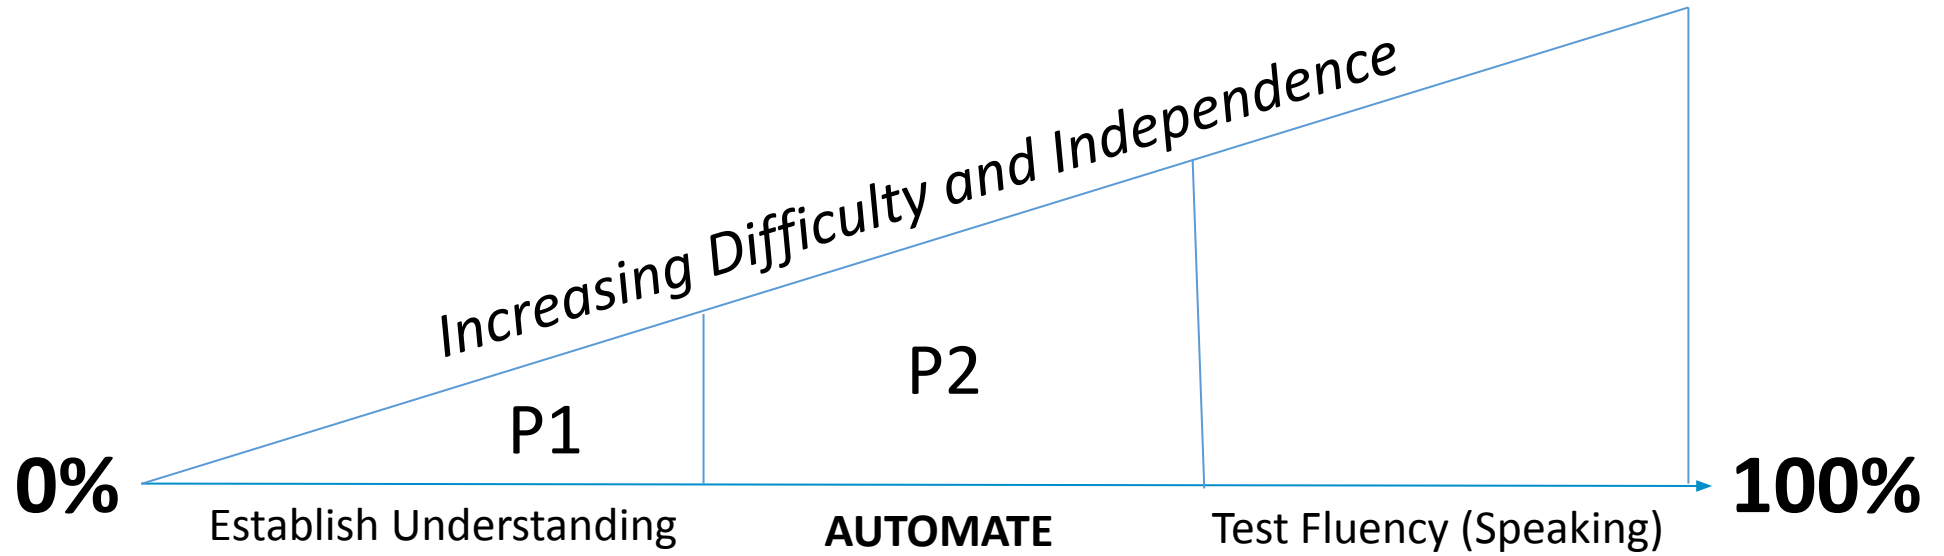 Increasing Difficulty and Independence
P1
P2
0%
100%
Establish Understanding
AUTOMATE
Test Fluency (Speaking)